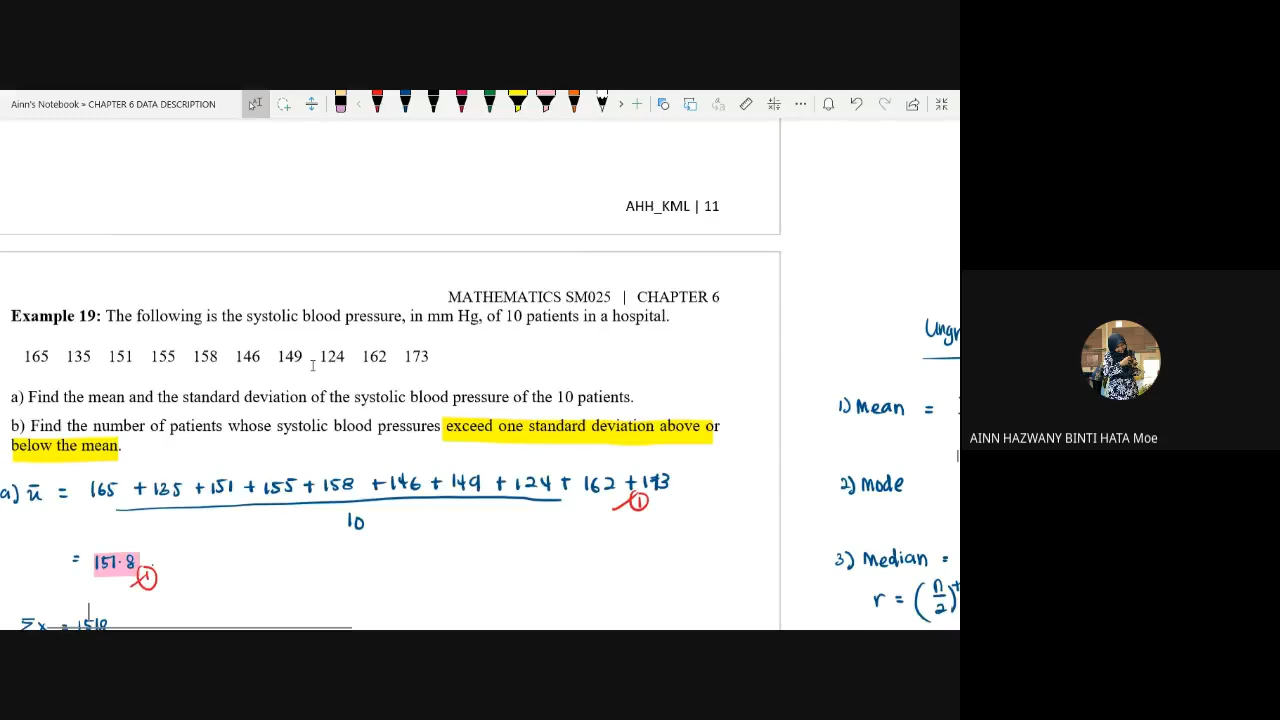 Ainn's Notebook > CHAPTER 6 DATA DESCRIPTION
AHH_KML | 11
MATHEMATICS SM025 | CHAPTER 6
Example 19: The following is the systolic blood pressure, in mm Hg, of 10 patients in a hospital.
165 135 151 155 158 146 149 124 162 173
a) Find the mean and the standard deviation of the systolic blood pressure of the 10 patients.
b) Find the number of patients whose systolic blood pressures exceed one standard deviation above or
below the mean.
a) x̄ = 165 + 135 + 151 + 155 + 158 + 146 + 149 + 124 + 162 + 173
1
10
= 151.8
1
Σx = 1518
1) Mean =
2) Mode
3) Median =
r = (n/2)
AINN HAZWANY BINTI HATA Moe